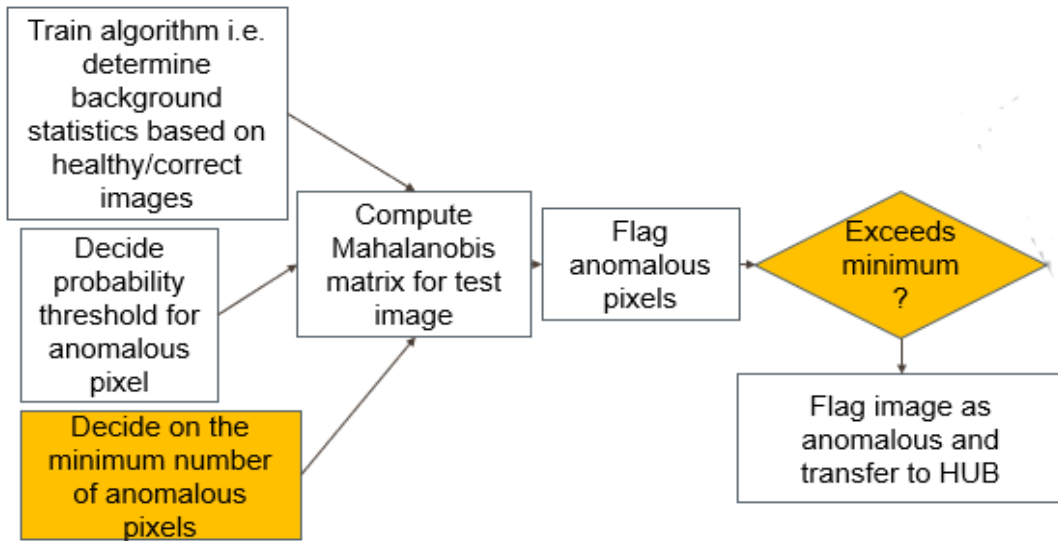 Train algorithm i.e.
determine
background
statistics based on
healthy/correct
images
Decide
probability
threshold for
anomalous
pixel
Decide on the
minimum number
of anomalous
pixels
Compute
Mahalanobis
matrix for test
image
Flag
anomalous
pixels
Exceeds
minimum
?
Flag image as
anomalous and
transfer to HUB